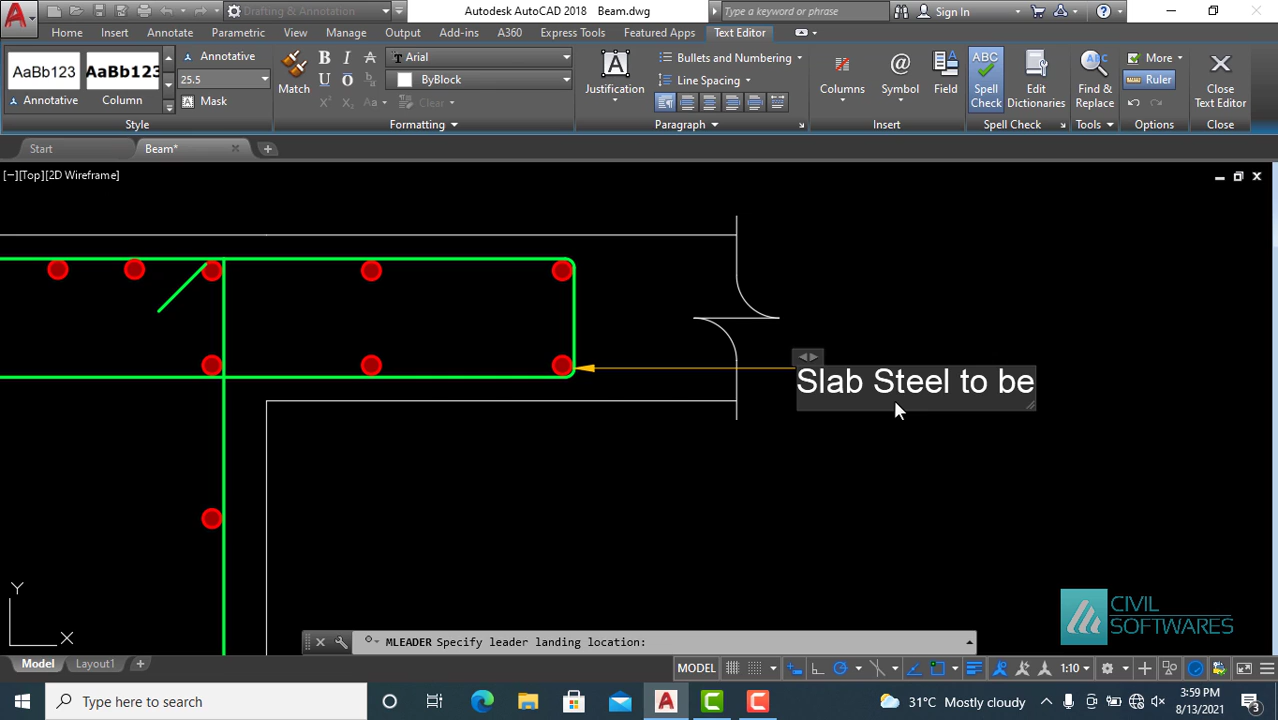 Autodesk AutoCAD 2018 Beam.dwg
Drafting & Annotation
Type a keyword or phrase
Sign In
Home Insert Annotate Parametric View Manage Output Add-ins A360 Express Tools Featured Apps Text Editor
AaBb123 AaBb123
Annotative Column
Annotative
25.5
Mask
Style
Match
B I A Arial
U O ByBlock
Aa Clear
Formatting
Justification
Bullets and Numbering
Line Spacing
Paragraph
Columns
@
Symbol
Field
Insert
ABC
Spell
Check
Edit
Dictionaries
Spell Check
Find &
Replace
Tools
More
Ruler
Options
Close
Text Editor
Close
Start
Beam*
[−][Top][2D Wireframe]
Slab Steel to be
Y
X
CIVIL
SOFTWARES
MLEADER Specify leader landing location:
Model Layout1
MODEL
1:10
Type here to search
31°C Mostly cloudy
3:59 PM
8/13/2021
3